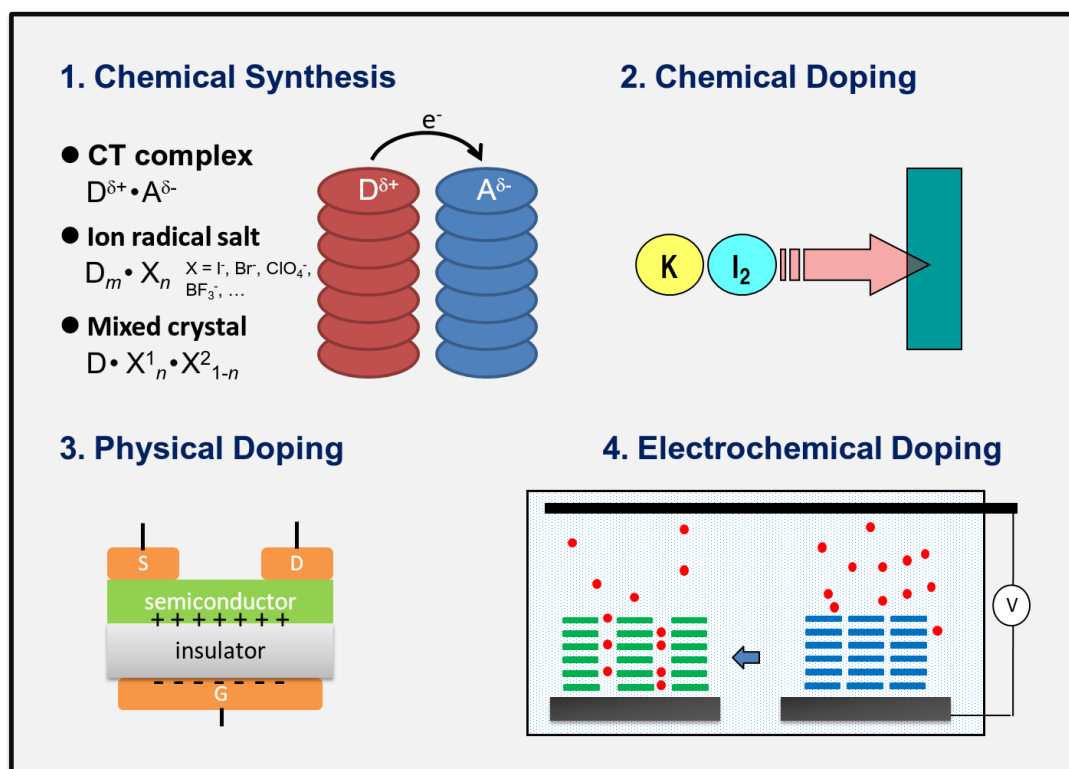 1. Chemical Synthesis
● CT complex
Dδ+•Aδ-
● Ion radical salt
Dm • Xn X = I-, Br-, ClO4-,
BF3-, …
● Mixed crystal
D• X1n•X21-n
e-
Dδ+ Aδ-
2. Chemical Doping
K I2
3. Physical Doping
S D
semiconductor
+ + + + + + +
insulator
- - - - - - -
G
4. Electrochemical Doping
V